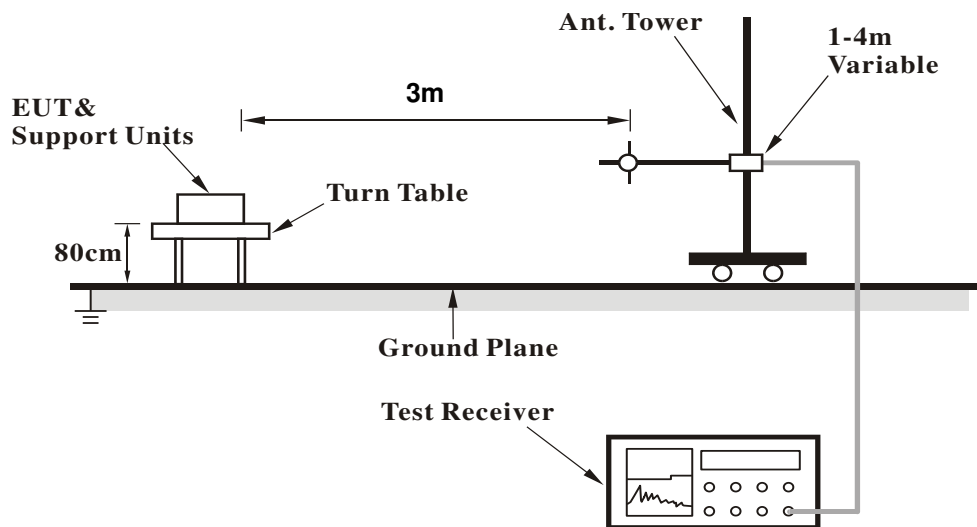 Ant. Tower
1-4m
Variable
3m
EUT&
Support Units
Turn Table
80cm
Ground Plane
Test Receiver